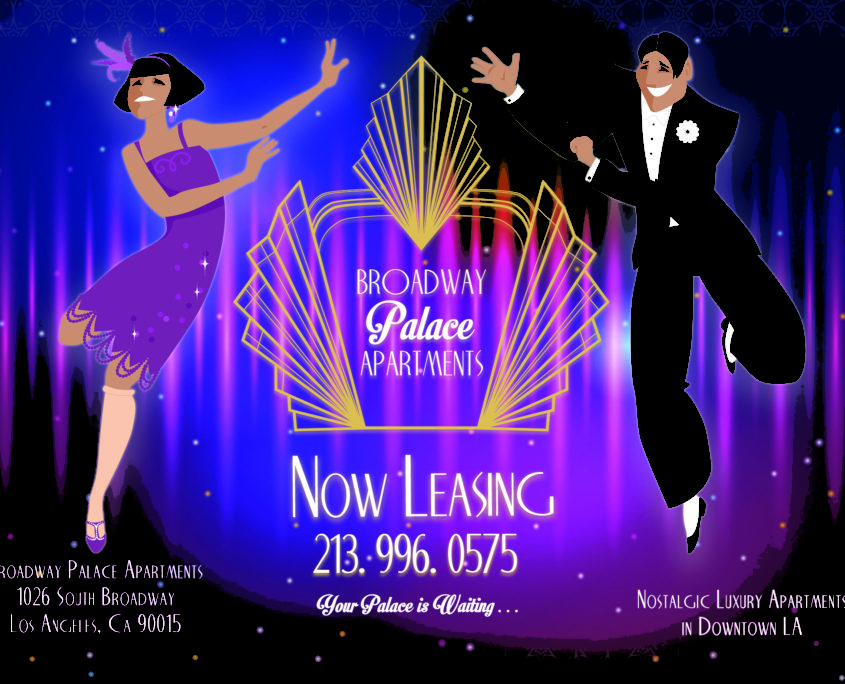 BROADWAY
Palace
APARTMENTS
NOW LEASING
213. 996. 0575
Your Palace is Waiting . . .
ROADWAY PALACE APARTMENTS
1026 SOUTH BROADWAY
LOS ANGELES, CA 90015
NOSTALGIC LUXURY APARTMENTS
IN DOWNTOWN LA